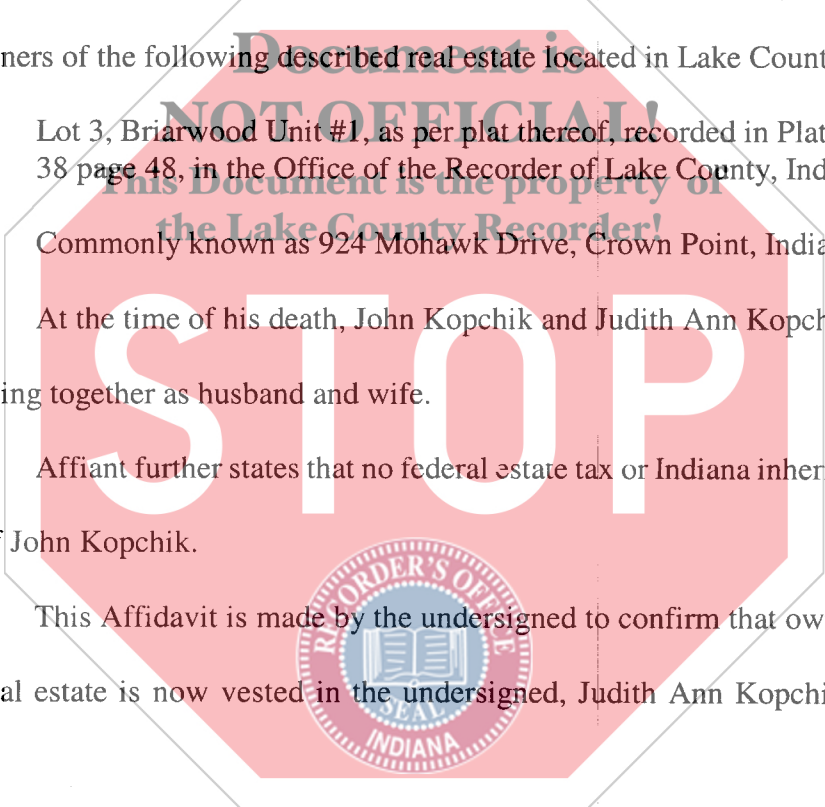 ners of the following described real estate located in Lake Count
Document is
NOT OFFICIAL!
Lot 3, Briarwood Unit #1, as per plat thereof, recorded in Plat
38 page 48, in the Office of the Recorder of Lake County, Ind
This Document is the property of
the Lake County Recorder!
Commonly known as 924 Mohawk Drive, Crown Point, India
STOP
At the time of his death, John Kopchik and Judith Ann Kopch
ing together as husband and wife.
Affiant further states that no federal estate tax or Indiana inher
John Kopchik.
RECORDER'S OFFICE
This Affidavit is made by the undersigned to confirm that ow
al estate is now vested in the undersigned, Judith Ann Kopchi
SEAL
INDIANA